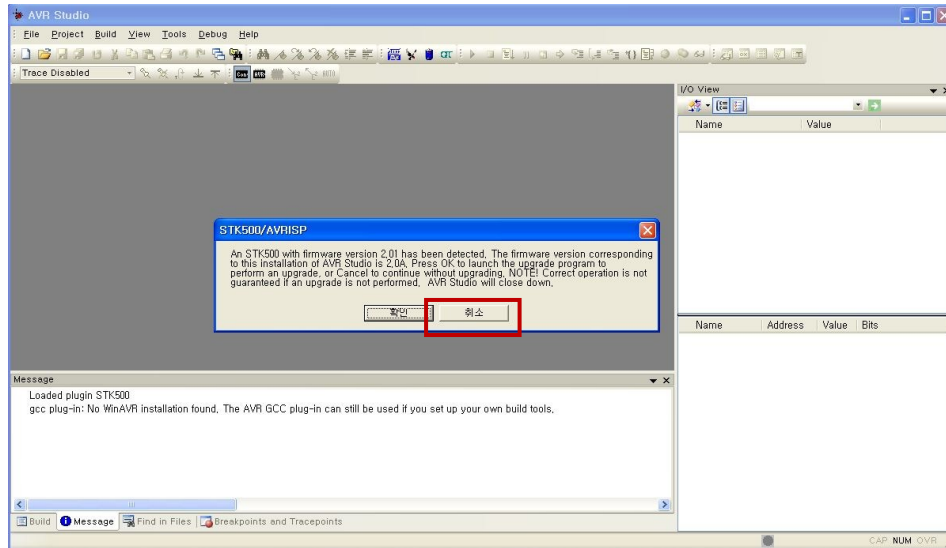 AVR Studio
File Project Build View Tools Debug Help
Trace Disabled
I/O View
Name Value
STK500/AVRISP
An STK500 with firmware version 2,01 has been detected, The firmware version corresponding
to this installation of AVR Studio is 2,0A, Press OK to launch the upgrade program to
perform an upgrade, or Cancel to continue without upgrading, NOTE! Correct operation is not
guaranteed if an upgrade is not performed, AVR Studio will close down,
확인 취소
Name Address Value Bits
Message
Loaded plugin STK500
gcc plug-in: No WinAVR installation found, The AVR GCC plug-in can still be used if you set up your own build tools,
Build Message Find in Files Breakpoints and Tracepoints
CAP NUM OVR